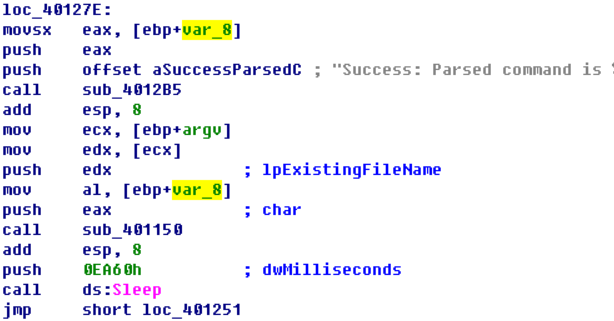 loc_40127E:
movsx eax, [ebp+var_8]
push eax
push offset aSuccessParsedC ; "Success: Parsed command is
call sub_4012B5
add esp, 8
mov ecx, [ebp+argv]
mov edx, [ecx]
push edx ; lpExistingFileName
mov al, [ebp+var_8]
push eax ; char
call sub_401150
add esp, 8
push 0EA60h ; dwMilliseconds
call ds:Sleep
jmp short loc_401251